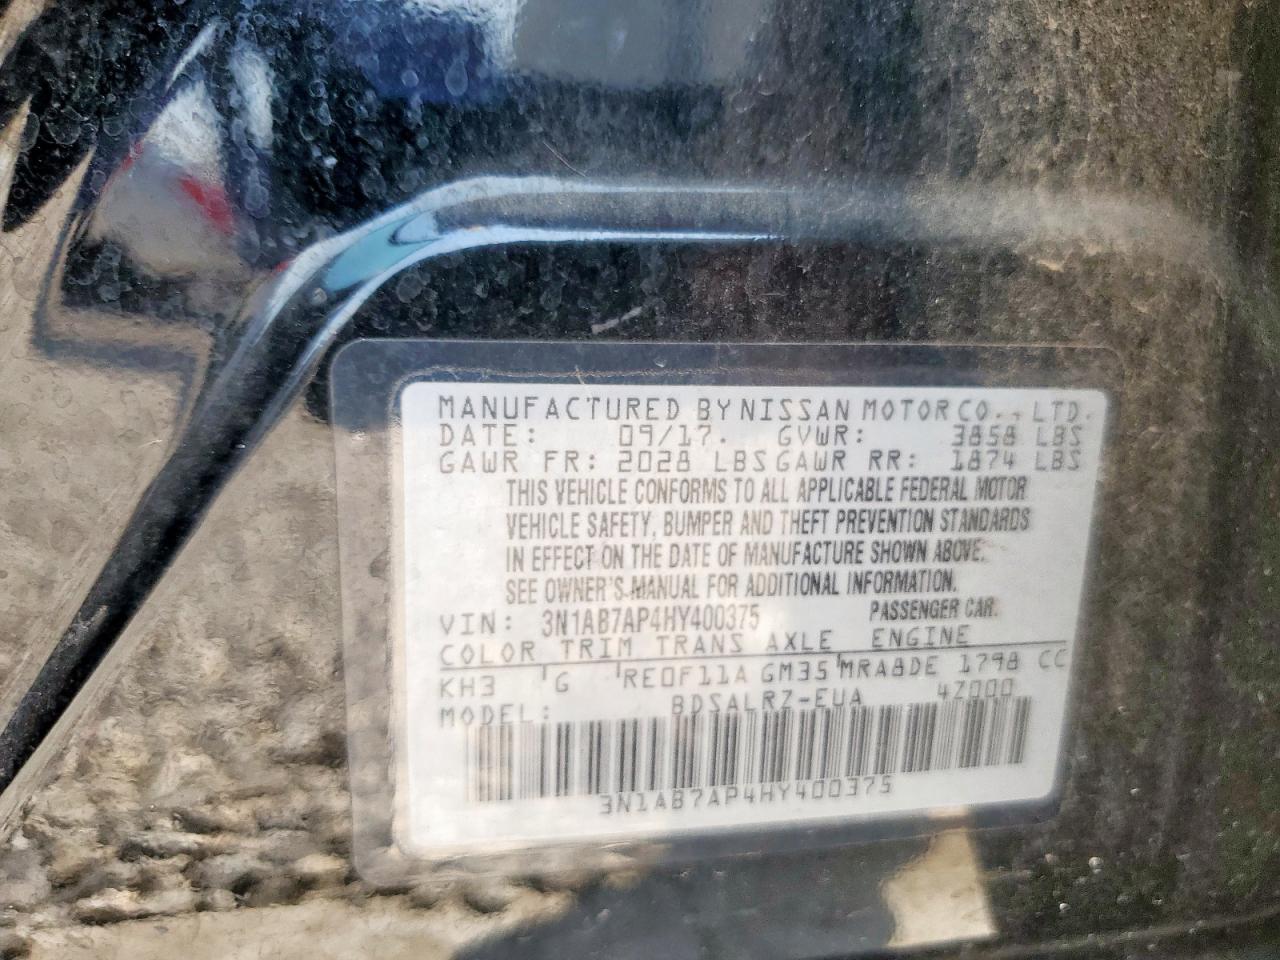 MANUFACTURED BY NISSAN MOTOR CO., LTD.
DATE: 09/17. GVWR: 3858 LBS
GAWR FR: 2028 LBS GAWR RR: 1874 LBS
THIS VEHICLE CONFORMS TO ALL APPLICABLE FEDERAL MOTOR
VEHICLE SAFETY, BUMPER AND THEFT PREVENTION STANDARDS
IN EFFECT ON THE DATE OF MANUFACTURE SHOWN ABOVE.
SEE OWNER'S MANUAL FOR ADDITIONAL INFORMATION.
VIN: 3N1AB7AP4HY400375 PASSENGER CAR.
COLOR TRIM TRANS AXLE ENGINE
KH3 G RE0F11A GM35 MRA8DE 1798 CC
MODEL: BDSALRZ-EUA 4Z000
3N1AB7AP4HY400375